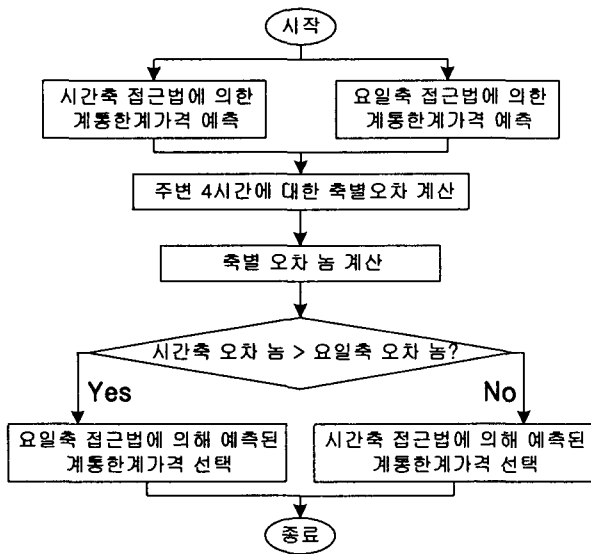 시작
시간축 접근법에 의한
계통한계가격 예측
요일축 접근법에 의한
계통한계가격 예측
주변 4시간에 대한 축별오차 계산
축별 오차 놈 계산
시간축 오차 놈 > 요일축 오차 놈?
Yes
No
요일축 접근법에 의해 예측된
계통한계가격 선택
시간축 접근법에 의해 예측된
계통한계가격 선택
종료